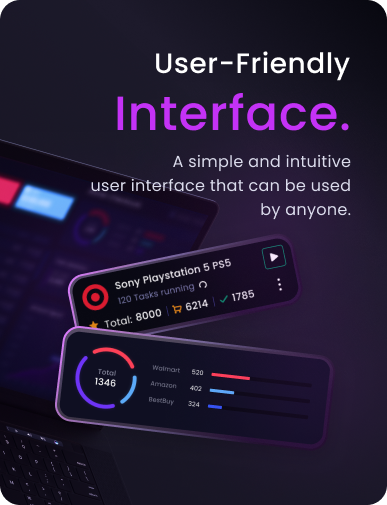 User-Friendly
Interface.
A simple and intuitive
user interface that can be used
by anyone.
Sony Playstation 5 PS5
120 Tasks running
Total: 8000 6214 1785
Total
1346
Walmart 520
Amazon 402
BestBuy 324